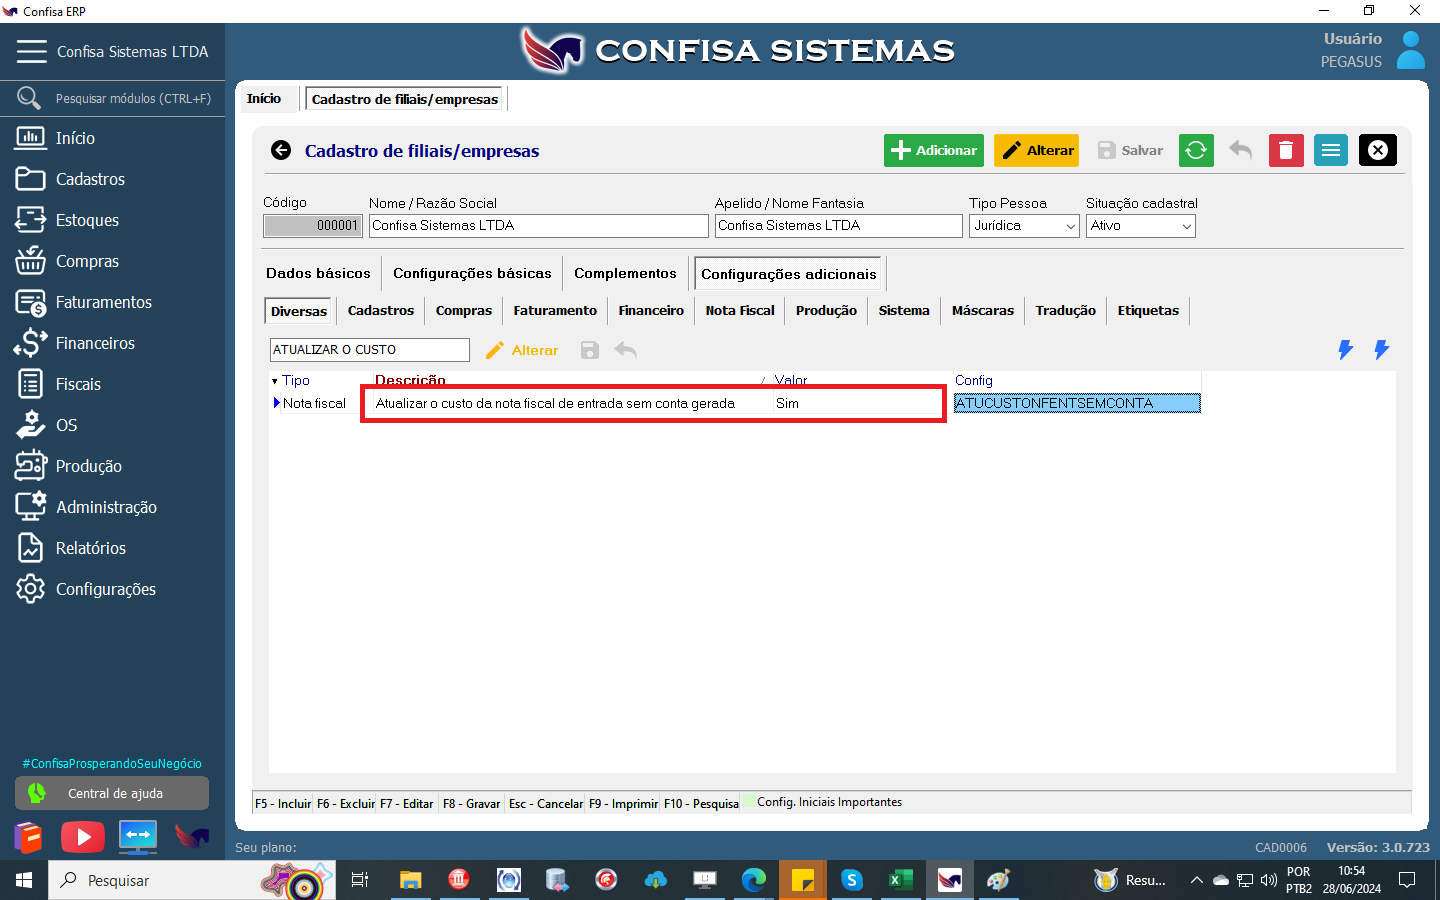 Confisa ERP
Confisa Sistemas LTDA
CONFISA SISTEMAS
Usuário
PEGASUS
Pesquisar módulos (CTRL+F)
Início
Cadastros
Estoques
Compras
Faturamentos
Financeiros
Fiscais
OS
Produção
Administração
Relatórios
Configurações
#ConfisaProsperandoSeuNegócio
Central de ajuda
Início
Cadastro de filiais/empresas
Cadastro de filiais/empresas
Adicionar
Alterar
Salvar
Código
Nome / Razão Social
Apelido / Nome Fantasia
Tipo Pessoa
Situação cadastral
000001
Confisa Sistemas LTDA
Confisa Sistemas LTDA
Jurídica
Ativo
Dados básicos
Configurações básicas
Complementos
Configurações adicionais
Diversas
Cadastros
Compras
Faturamento
Financeiro
Nota Fiscal
Produção
Sistema
Máscaras
Tradução
Etiquetas
ATUALIZAR O CUSTO
Alterar
Tipo
Descrição
Valor
Config
Nota fiscal
Atualizar o custo da nota fiscal de entrada sem conta gerada
Sim
ATUCUSTONFENTSEMCONTA
F5 - Incluir
F6 - Excluir
F7 - Editar
F8 - Gravar
Esc - Cancelar
F9 - Imprimir
F10 - Pesquisa
Config. Iniciais Importantes
Seu plano:
CAD0006
Versão: 3.0.723
Pesquisar
Resu...
POR
PTB2
10:54
28/06/2024